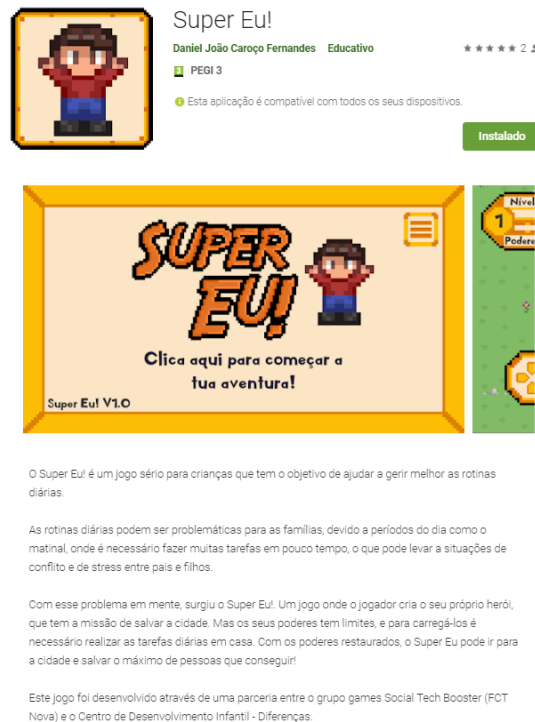 Super Eu!
Daniel João Caroço Fernandes Educativo
2
3 PEGI 3
Esta aplicação é compatível com todos os seus dispositivos.
Instalado
SUPER
EU!
Clica aqui para começar a
tua aventura!
Super Eu! V1.0
Nível
1
Podere
O Super Eu! é um jogo sério para crianças que tem o objetivo de ajudar a gerir melhor as rotinas
diárias.
As rotinas diárias podem ser problemáticas para as famílias, devido a períodos do dia como o
matinal, onde é necessário fazer muitas tarefas em pouco tempo, o que pode levar a situações de
conflito e de stress entre pais e filhos.
Com esse problema em mente, surgiu o Super Eu!. Um jogo onde o jogador cria o seu próprio herói,
que tem a missão de salvar a cidade. Mas os seus poderes tem limites, e para carregá-los é
necessário realizar as tarefas diárias em casa. Com os poderes restaurados, o Super Eu pode ir para
a cidade e salvar o máximo de pessoas que conseguir!
Este jogo foi desenvolvido através de uma parceria entre o grupo games Social Tech Booster (FCT
Nova) e o Centro de Desenvolvimento Infantil - Diferenças.